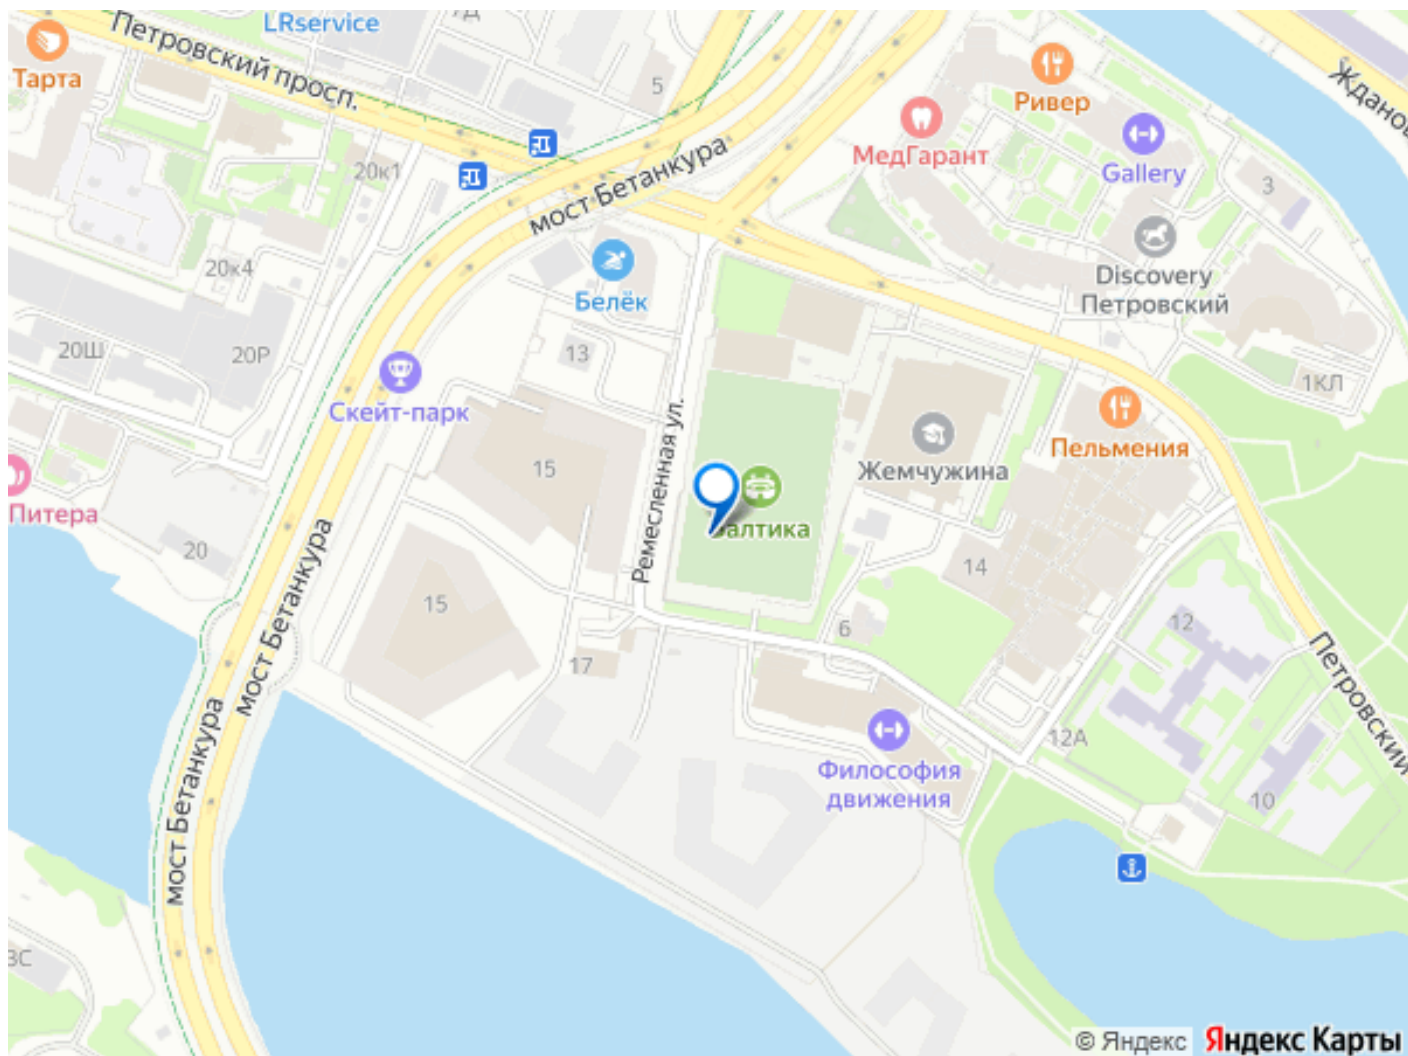 LRservice
7Д
Петровский просп.
Тарта
5
Ривер
Gallery
МедГарант
20к1
мост Бетанкура
3
20к4
Белёк
Discovery
Петровский
20Ш
20Р
13
1КЛ
Скейт-парк
Ремесленная ул.
Пельмения
Жемчужина
15
Питера
20
алтика
14
15
6
12
17
мост Бетанкура
мост Бетанкура
Петровский
12А
Философия
движения
10
3С
© Яндекс
Яндекс Карты